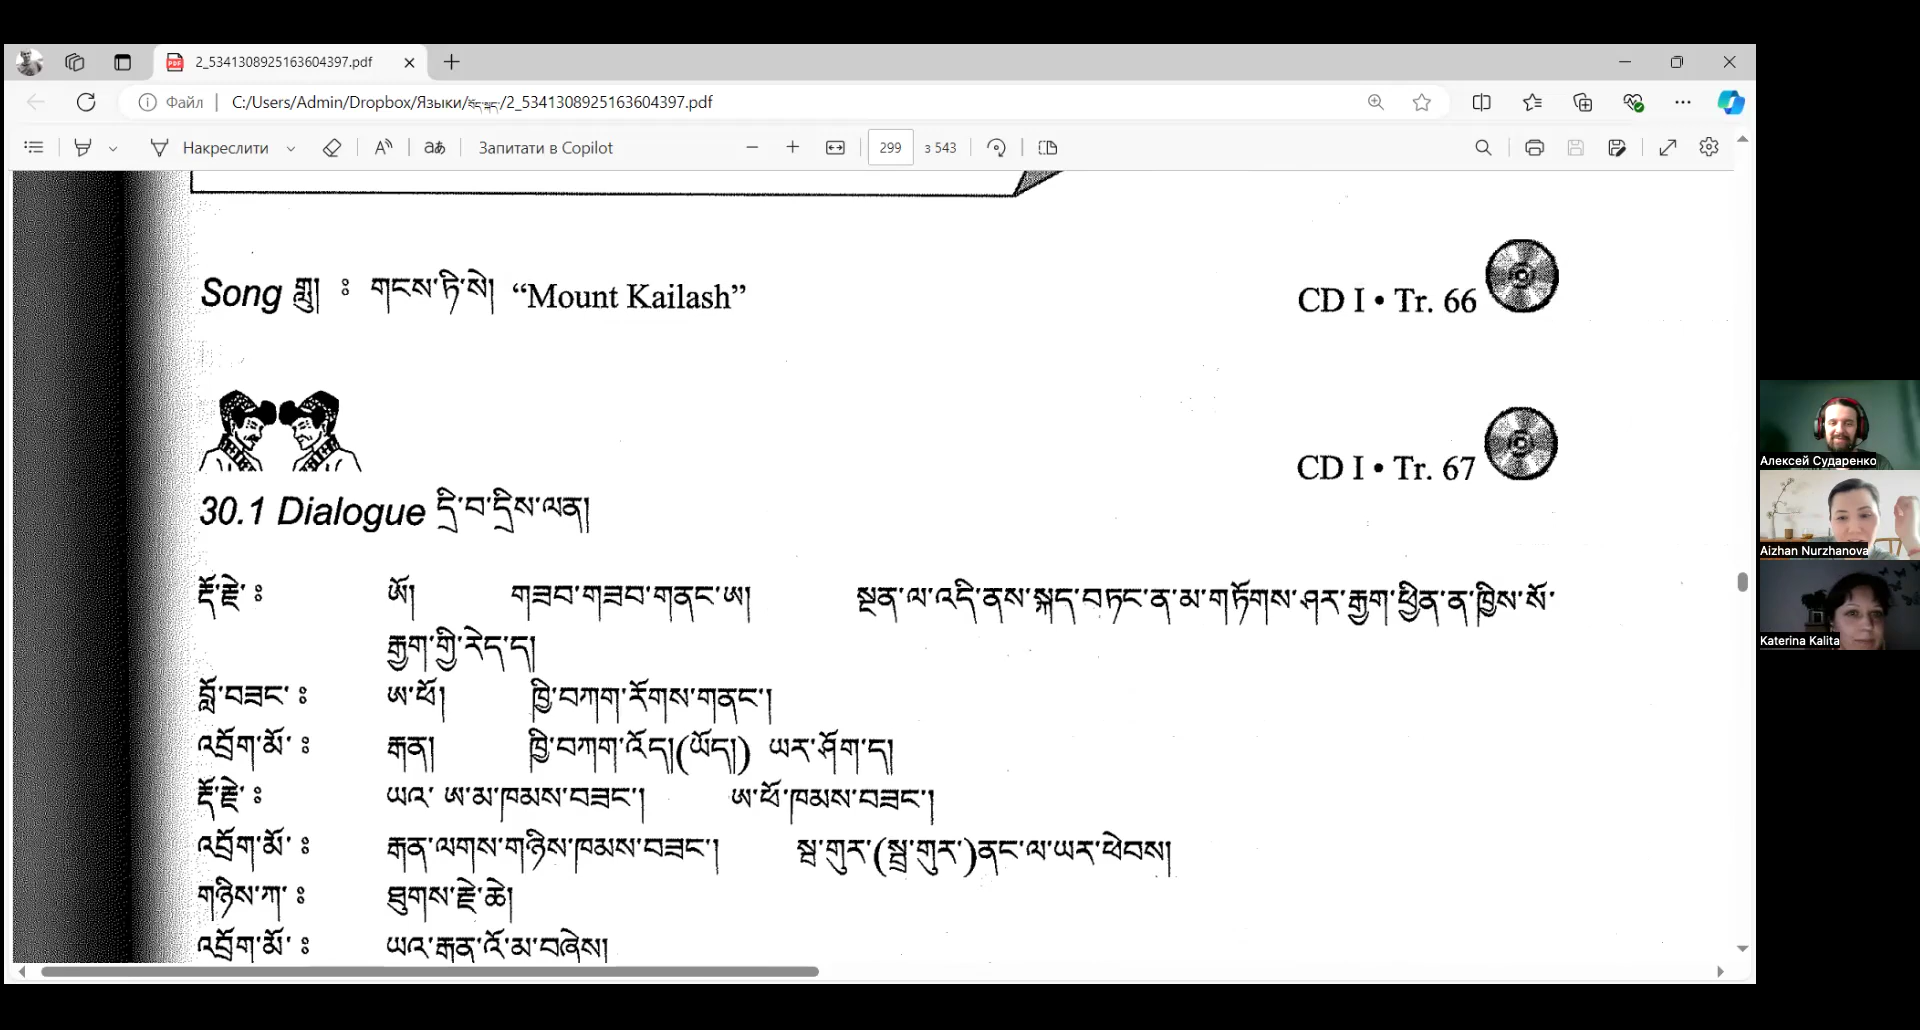 2_5341308925163604397.pdf
Файл | C:/Users/Admin/Dropbox/Языки/བོད་སྐད/2_5341308925163604397.pdf
Накреслити | aあ | Запитати в Copilot 299 з 543
Song གླུ། ༔ གངས་ཏི་སེ། “Mount Kailash” CD I • Tr. 66
CD I • Tr. 67
30.1 Dialogue དྲི་བ་དྲིས་ལན།
རྡོ་རྗེ་ ༔ ཨོ། གཟབ་གཟབ་གནང་ཨ། སྔན་ལ་འདི་ནས་སྐད་བཏང་ན་མ་གཏོགས་ཤར་རྒྱག་ཕྱིན་ན་ཁྱིས་སོ་
རྒྱག་གྱི་རེད་ད།
བློ་བཟང་ ༔ ཨ་ཕོ། ཁྱི་བཀག་རོགས་གནང་།
འབྲོག་མོ་ ༔ རྒན། ཁྱི་བཀག་འོད།(ཡོད།) ཡར་ཤོག་ད།
རྡོ་རྗེ་ ༔ ཡའ་ ཨ་མ་ཁམས་བཟང་། ཨ་ཕོ་ཁམས་བཟང་།
འབྲོག་མོ་ ༔ རྒན་ལགས་གཉིས་ཁམས་བཟང་། སྦ་གུར་(སྦྲ་གུར་)ནང་ལ་ཡར་ཕེབས།
གཉིས་ཀ་ ༔ ཐུགས་རྗེ་ཆེ།
འབྲོག་མོ་ ༔ ཡའ་རྒན་འོ་མ་བཞེས།
Алексей Сударенко
Aizhan Nurzhanova
Katerina Kalita